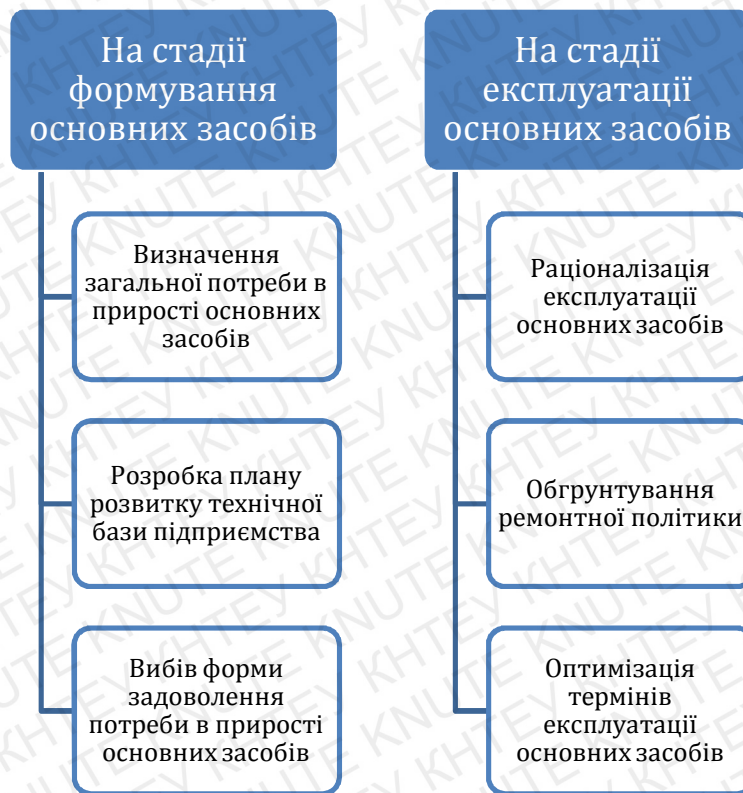 На стадії
формування
основних засобів
Визначення
загальної потреби в
прирості основних
засобів
Розробка плану
розвитку технічної
бази підприємства
Вибів форми
задоволення
потреби в прирості
основних засобів
На стадії
експлуатації
основних засобів
Раціоналізація
експлуатації
основних засобів
Обгрунтування
ремонтної політики
Оптимізація
термінів
експлуатації
основних засобів